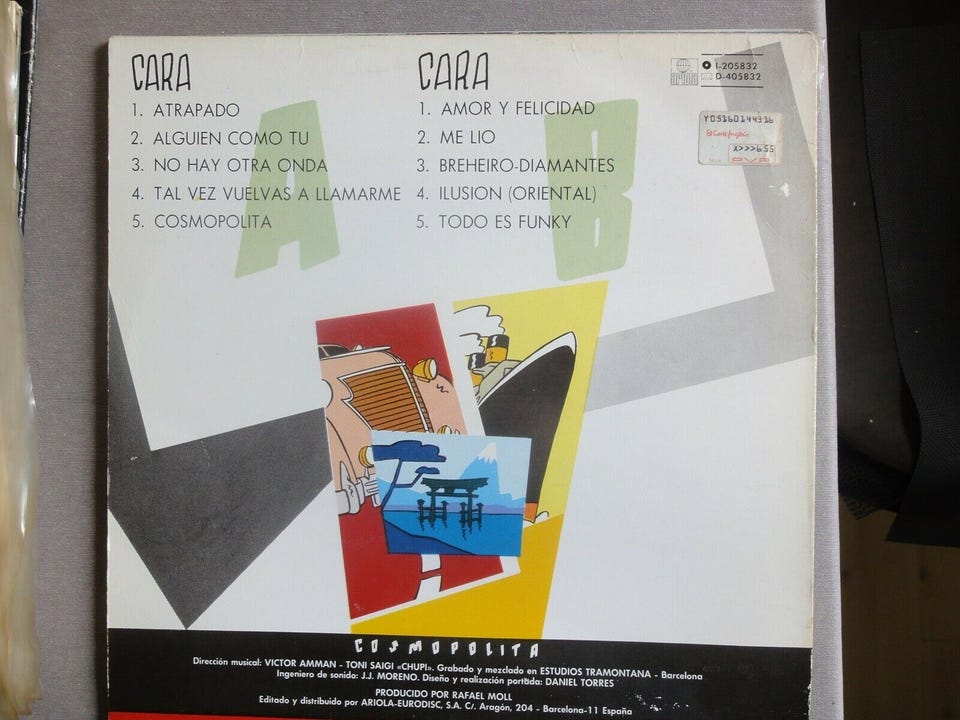 CARA
A
1. ATRAPADO
2. ALGUIEN COMO TU
3. NO HAY OTRA ONDA
4. TAL VEZ VUELVAS A LLAMARME
5. COSMOPOLITA
CARA
B
1. AMOR Y FELICIDAD
2. ME LIO
3. BREHEIRO-DIAMANTES
4. ILUSION (ORIENTAL)
5. TODO ES FUNKY
ariola
I-205832
D-405832
El Corte Inglés
PVP
COSMOPOLITA
Dirección musical: VICTOR AMMAN - TONI SAIGI «CHUPI». Grabado y mezclado en ESTUDIOS TRAMONTANA - Barcelona
Ingeniero de sonido: J.J. MORENO. Diseño y realización portada: DANIEL TORRES
PRODUCIDO POR RAFAEL MOLL
Editado y distribuido por ARIOLA-EURODISC, S.A. C/. Aragón, 204 - Barcelona-11 España